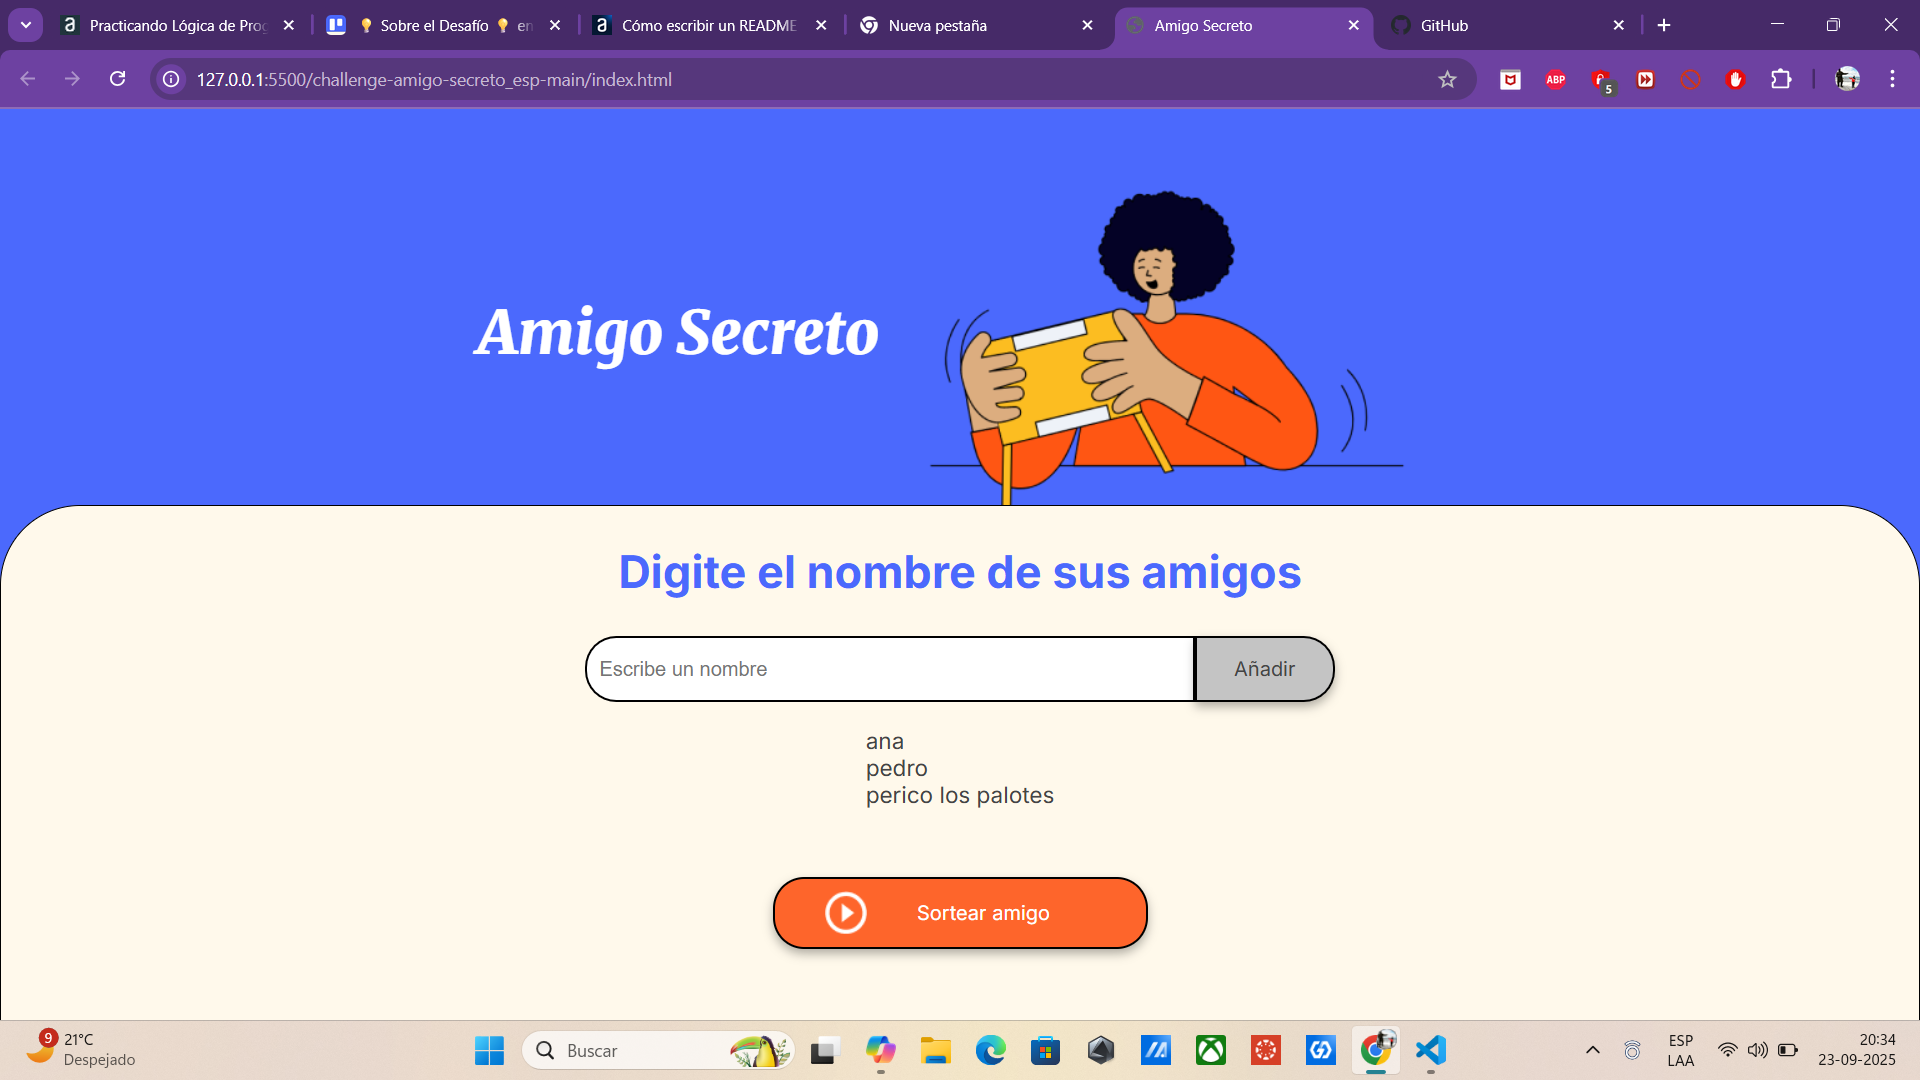 Practicando Lógica de Prog
Sobre el Desafío
en
Cómo escribir un README
Nueva pestaña
Amigo Secreto
GitHub
127.0.0.1:5500/challenge-amigo-secreto_esp-main/index.html
ABP
5
Amigo Secreto
Digite el nombre de sus amigos
Escribe un nombre
Añadir
ana
pedro
perico los palotes
Sortear amigo
9
21°C
Despejado
Buscar
ESP
LAA
20:34
23-09-2025